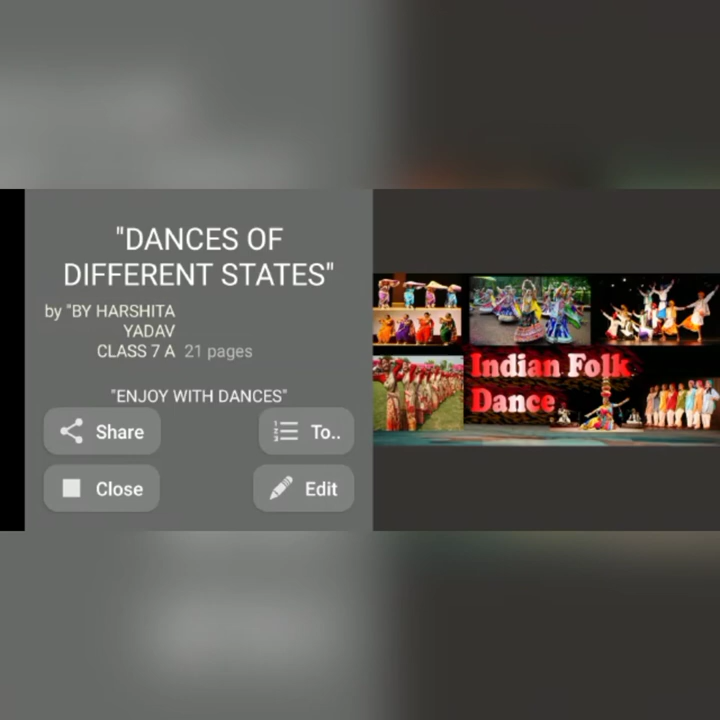 "DANCES OF
DIFFERENT STATES"
by "BY HARSHITA
YADAV
CLASS 7 A 21 pages
"ENJOY WITH DANCES"
Share
To..
Close
Edit
Indian Folk
Dance